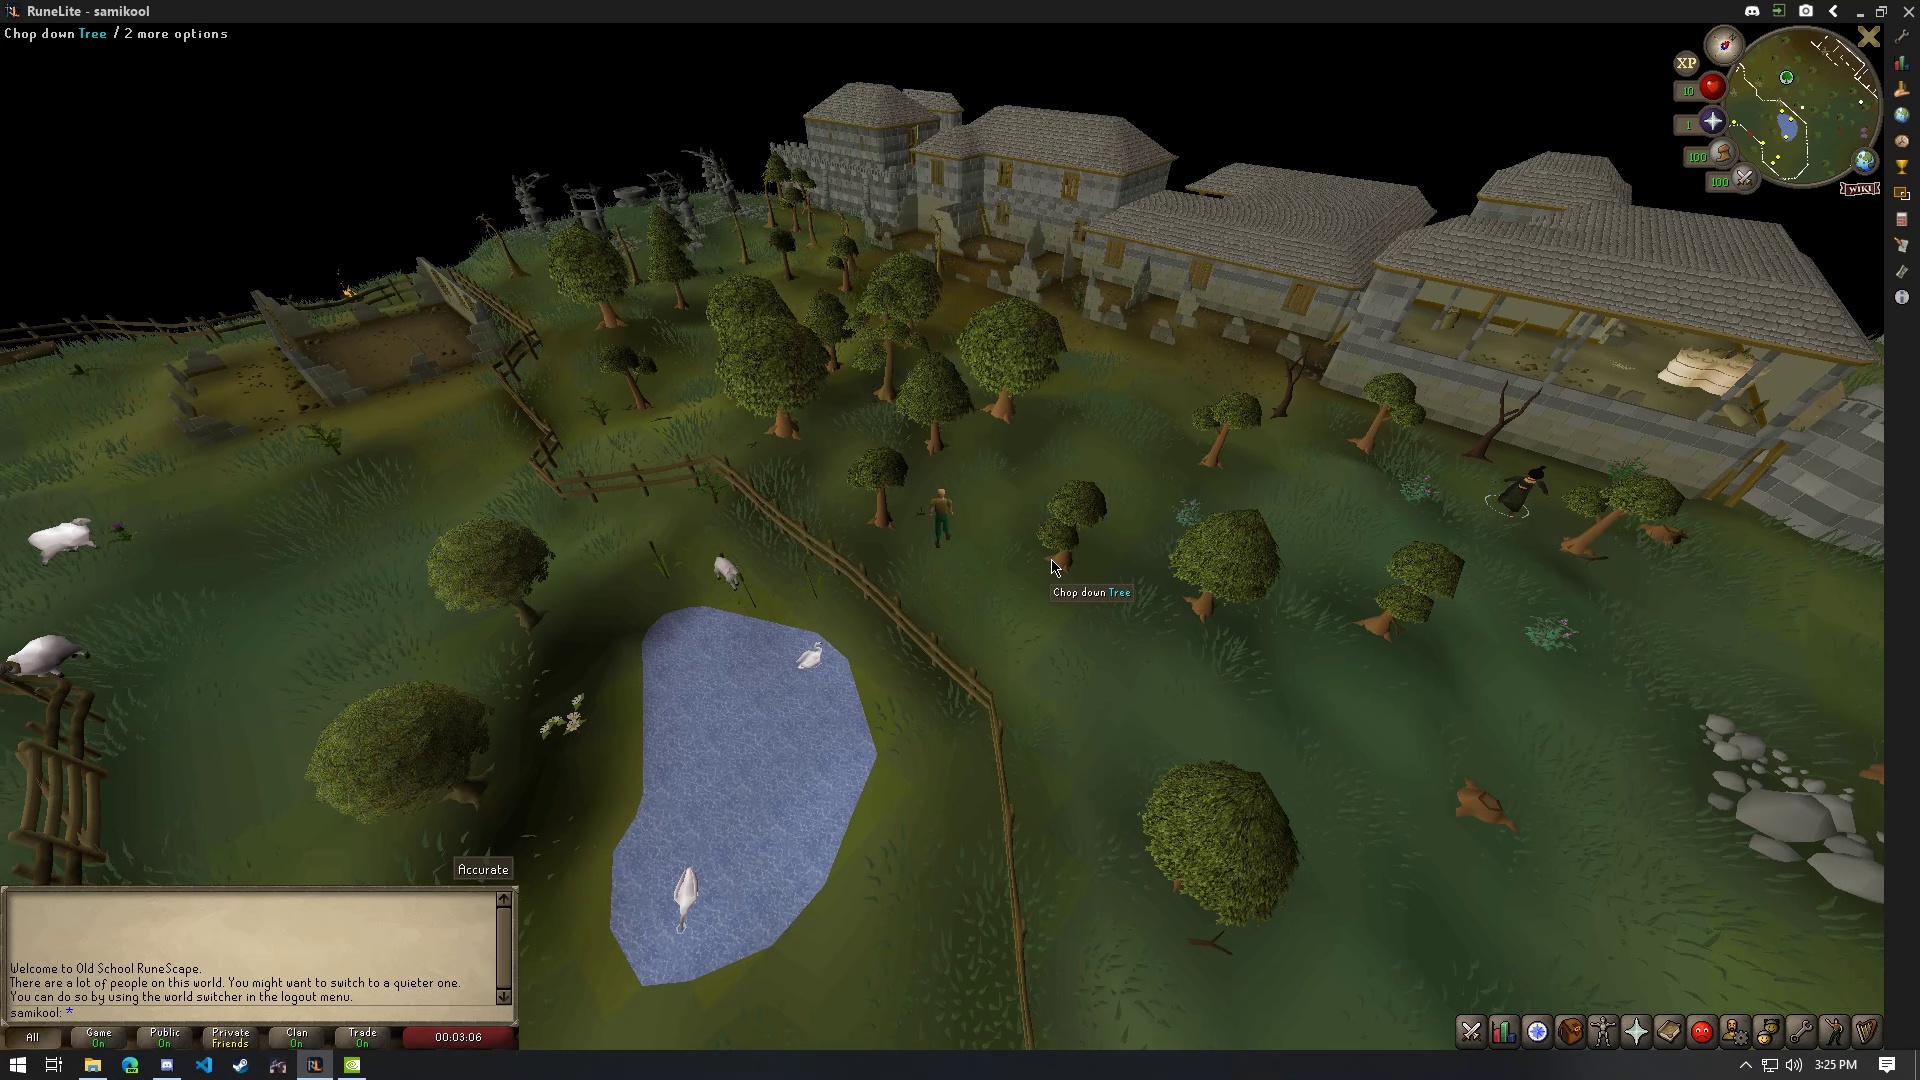 RuneLite - samikool
Chop down Tree / 2 more options
XP
10
1
100
100
WIKI
Chop down Tree
Accurate
Welcome to Old School RuneScape.
There are a lot of people on this world. You might want to switch to a quieter one.
You can do so by using the world switcher in the logout menu.
samikool: *
All
Game
On
Public
On
Private
Friends
Clan
On
Trade
On
00:03:06
3:25 PM